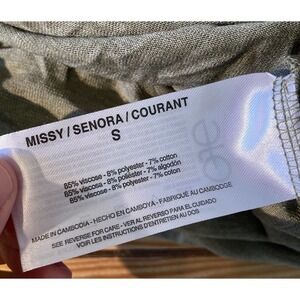 MISSY / SENORA / COURANT
S
85% viscose - 8% polyester - 7% cotton
85% viscosa - 8% poliéster - 7% algodón
85% viscose - 8% polyester - 7% coton
MADE IN CAMBODIA - HECHO EN CAMBOYA - FABRIQUÉ AU CAMBODGE
SEE REVERSE FOR CARE - VER AL REVERSO PARA EL CUIDADO
VOIR LES INSTRUCTIONS D'ENTRETIEN AU DOS